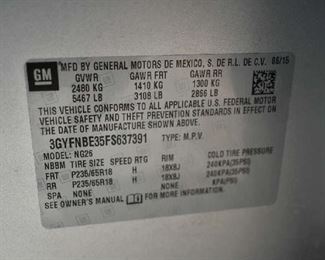 GM
MFD BY GENERAL MOTORS DE MEXICO, S. DE R.L. DE C.V. 06/15
GVWR GAWR FRT GAWR RR
2480 KG 1410 KG 1300 KG
5467 LB 3108 LB 2866 LB
THIS VEHICLE CONFORMS TO ALL APPLICABLE U.S. FEDERAL MOTOR
VEHICLE SAFETY AND THEFT PREVENTION STANDARDS IN EFFECT ON
THE DATE OF MANUFACTURE SHOWN ABOVE.
3GYFNBE35FS637391 TYPE: M.P.V.
MODEL: NG26
NBBM TIRE SIZE SPEED RTG RIM COLD TIRE PRESSURE
FRT P235/65R18 H 18X8J 240KPA(35PSI)
RR P235/65R18 H 18X8J 240KPA(35PSI)
SPA NONE KPA(PSI)
SEE OWNER'S MANUAL FOR MORE INFORMATION.